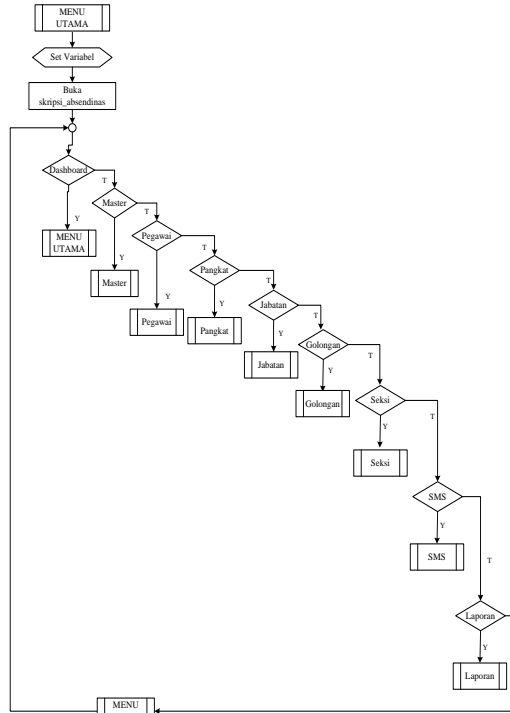 MENU
UTAMA
Set Variabel
Buka
skripsi_absendinas
Dashboard
T
Y
MENU
UTAMA
Master
T
Y
Master
Pegawai
T
Y
Pegawai
Pangkat
T
Y
Pangkat
Jabatan
T
Y
Jabatan
Golongan
T
Y
Golongan
Seksi
T
Y
Seksi
SMS
T
Y
SMS
Laporan
Y
Laporan
MENU